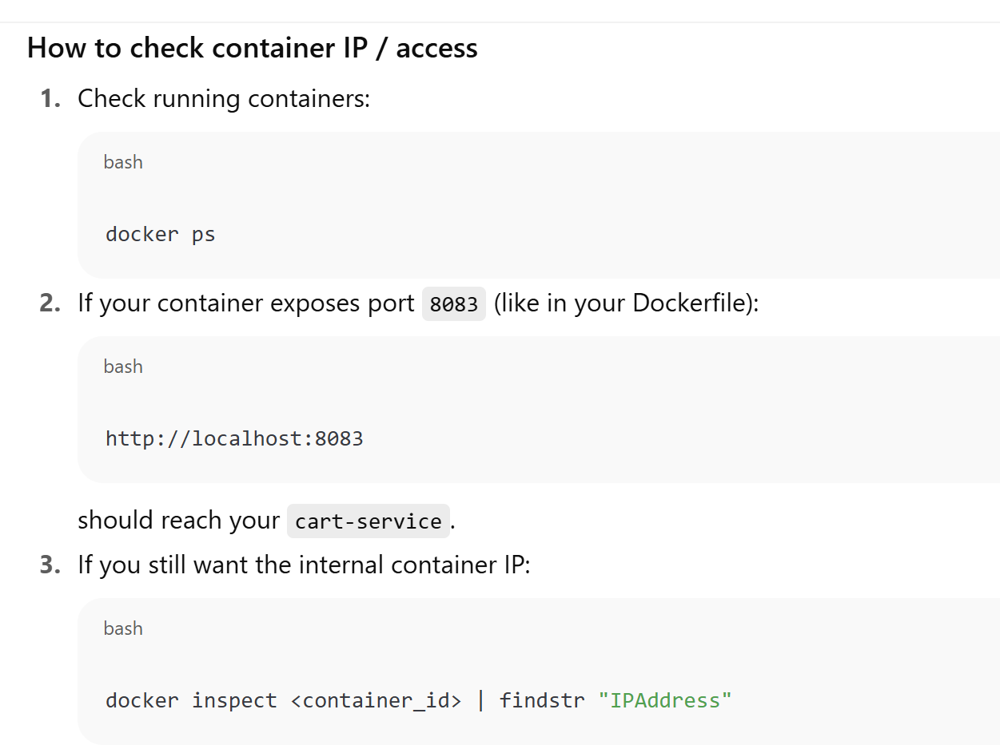 How to check container IP / access
1. Check running containers:
bash
docker ps
2. If your container exposes port 8083 (like in your Dockerfile):
bash
http://localhost:8083
should reach your cart-service.
3. If you still want the internal container IP:
bash
docker inspect <container_id> | findstr "IPAddress"